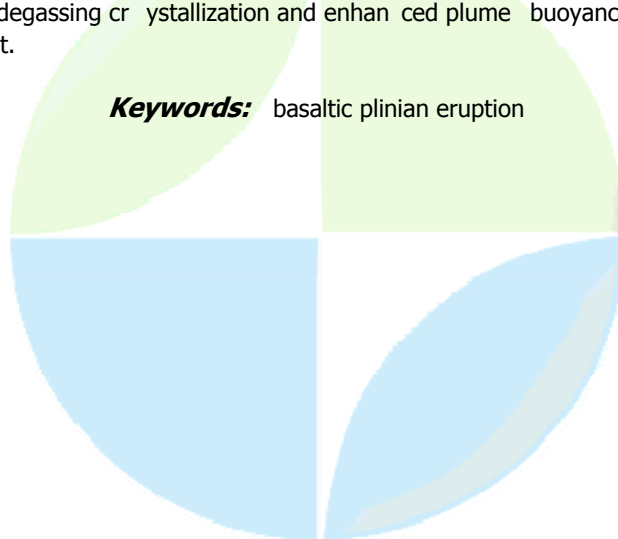 degassing cr ystallization and enhan ced plume buoyanc
t.
Keywords: basaltic plinian eruption